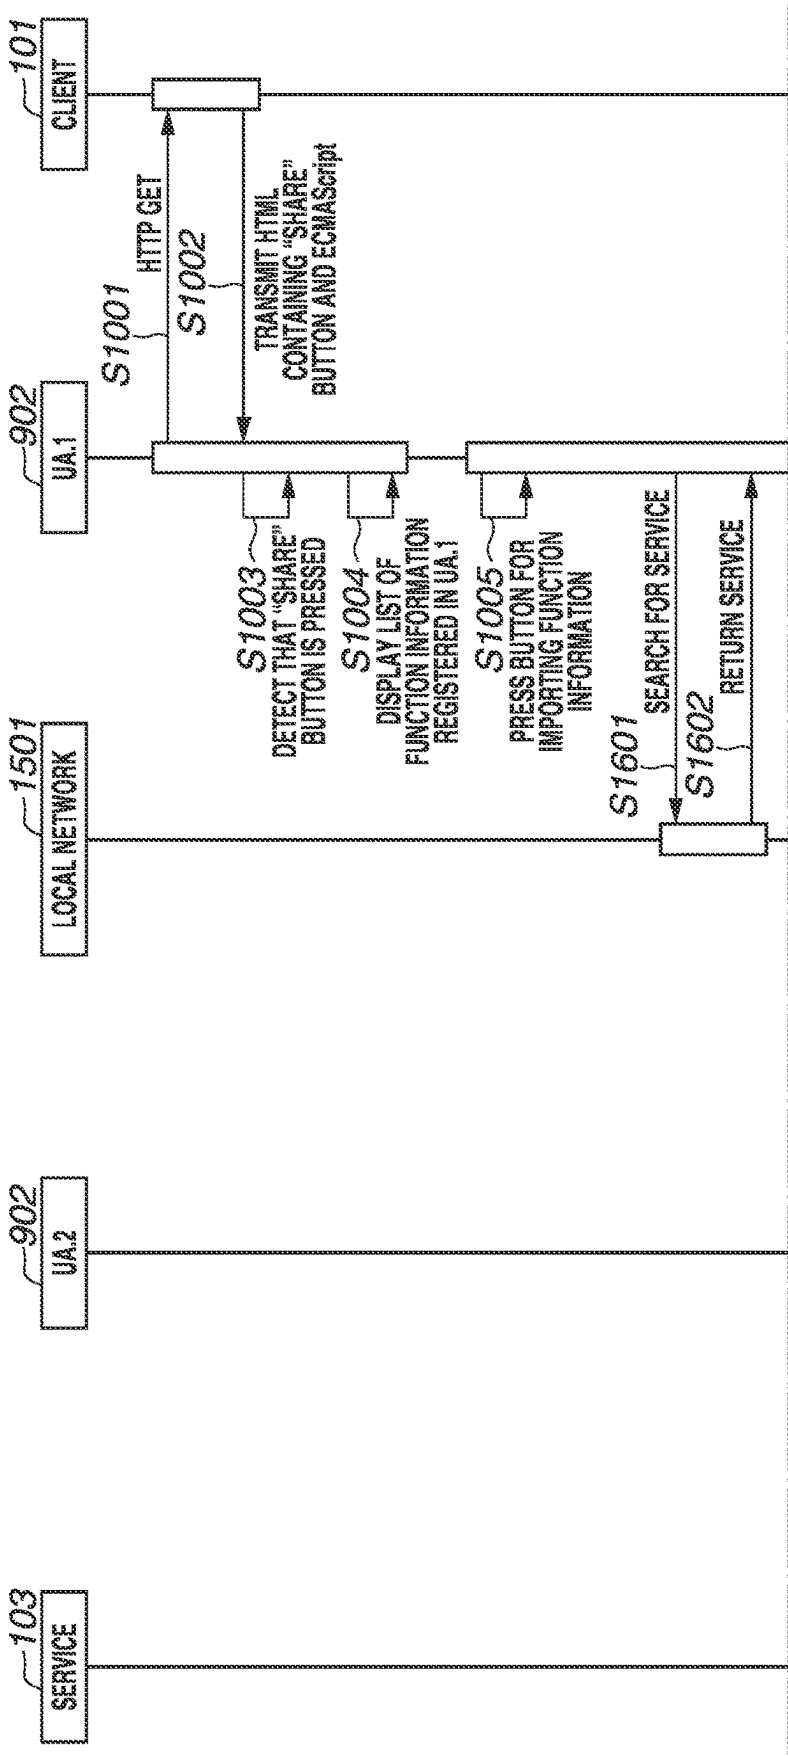 103
SERVICE
902
UA.2
1501
LOCAL NETWORK
902
UA.1
101
CLIENT
S1001
HTTP GET
S1002
TRANSMIT HTML
CONTAINING "SHARE"
BUTTON AND ECMAScript
S1003
DETECT THAT "SHARE"
BUTTON IS PRESSED
S1004
DISPLAY LIST OF
FUNCTION INFORMATION
REGISTERED IN UA.1
S1005
PRESS BUTTON FOR
IMPORTING FUNCTION
INFORMATION
S1601
SEARCH FOR SERVICE
S1602
RETURN SERVICE